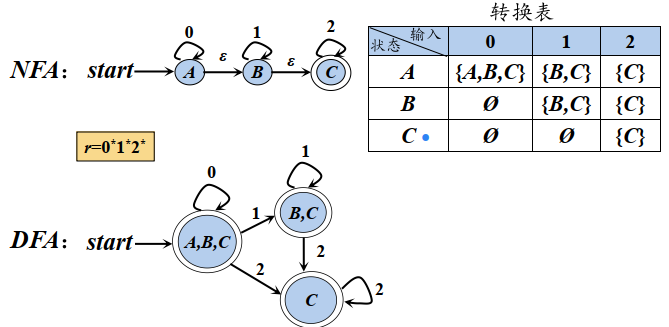 转换表
0 1 2
NFA: start A ε B ε C
输入
状态 0 1 2
A {A,B,C} {B,C} {C}
B Ø {B,C} {C}
C Ø Ø {C}
r=0*1*2*
0
1
DFA: start A,B,C 1 B,C
2 2
C 2